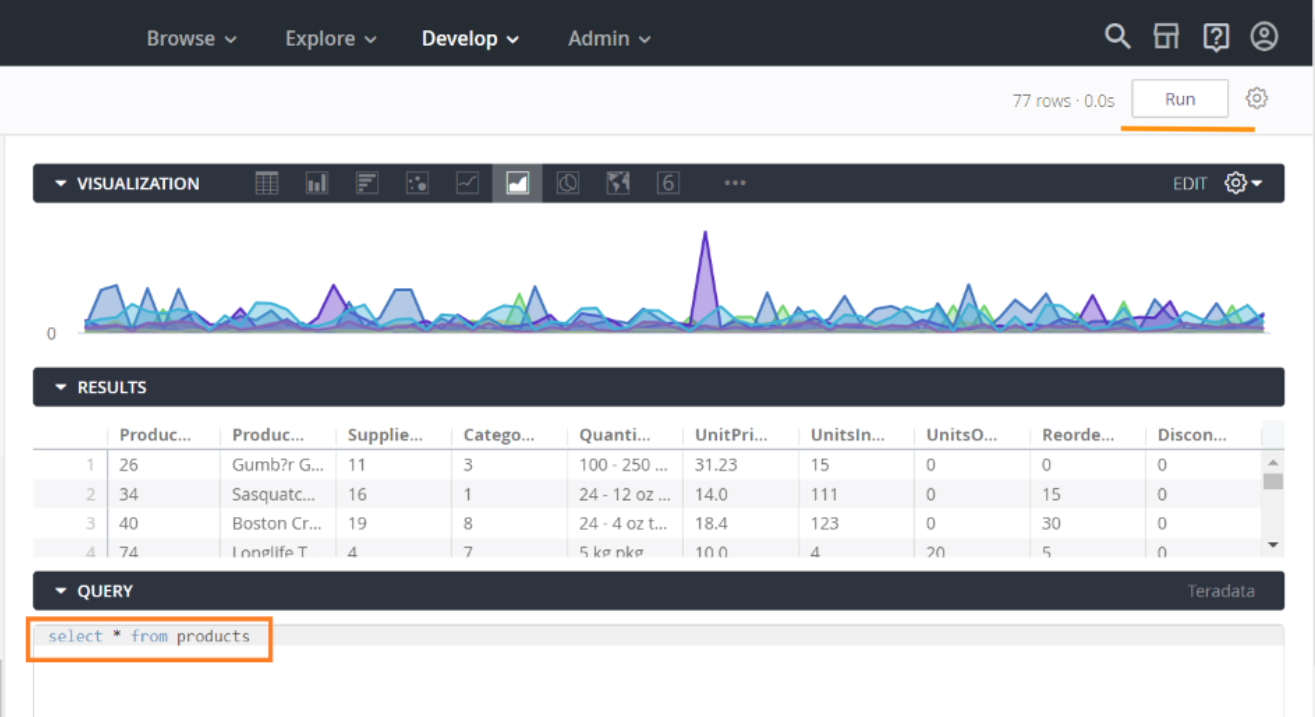 Browse Explore Develop Admin
77 rows · 0.0s Run
VISUALIZATION 6 ... EDIT
0
RESULTS
Produc... Produc... Supplie... Catego... Quanti... UnitPri... UnitsIn... UnitsO... Reorde... Discon...
1 26 Gumb?r G... 11 3 100 - 250 ... 31.23 15 0 0 0
2 34 Sasquatc... 16 1 24 - 12 oz ... 14.0 111 0 15 0
3 40 Boston Cr... 19 8 24 - 4 oz t... 18.4 123 0 30 0
4 74 Longlife T 4 7 5 kg pkg 10.0 4 20 5 0
QUERY Teradata
select * from products